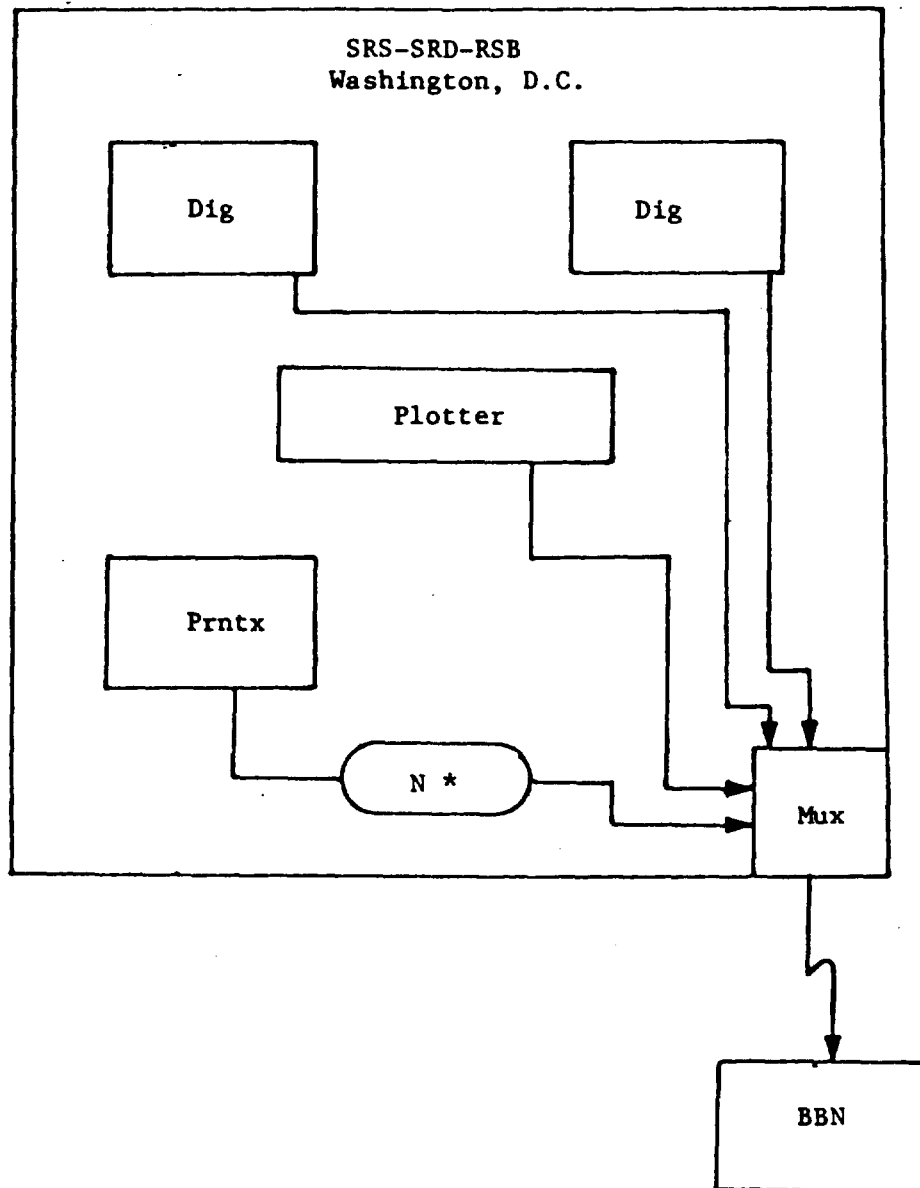 SRS-SRD-RSB
Washington, D.C.
Dig
Dig
Plotter
Prntx
N *
Mux
BBN